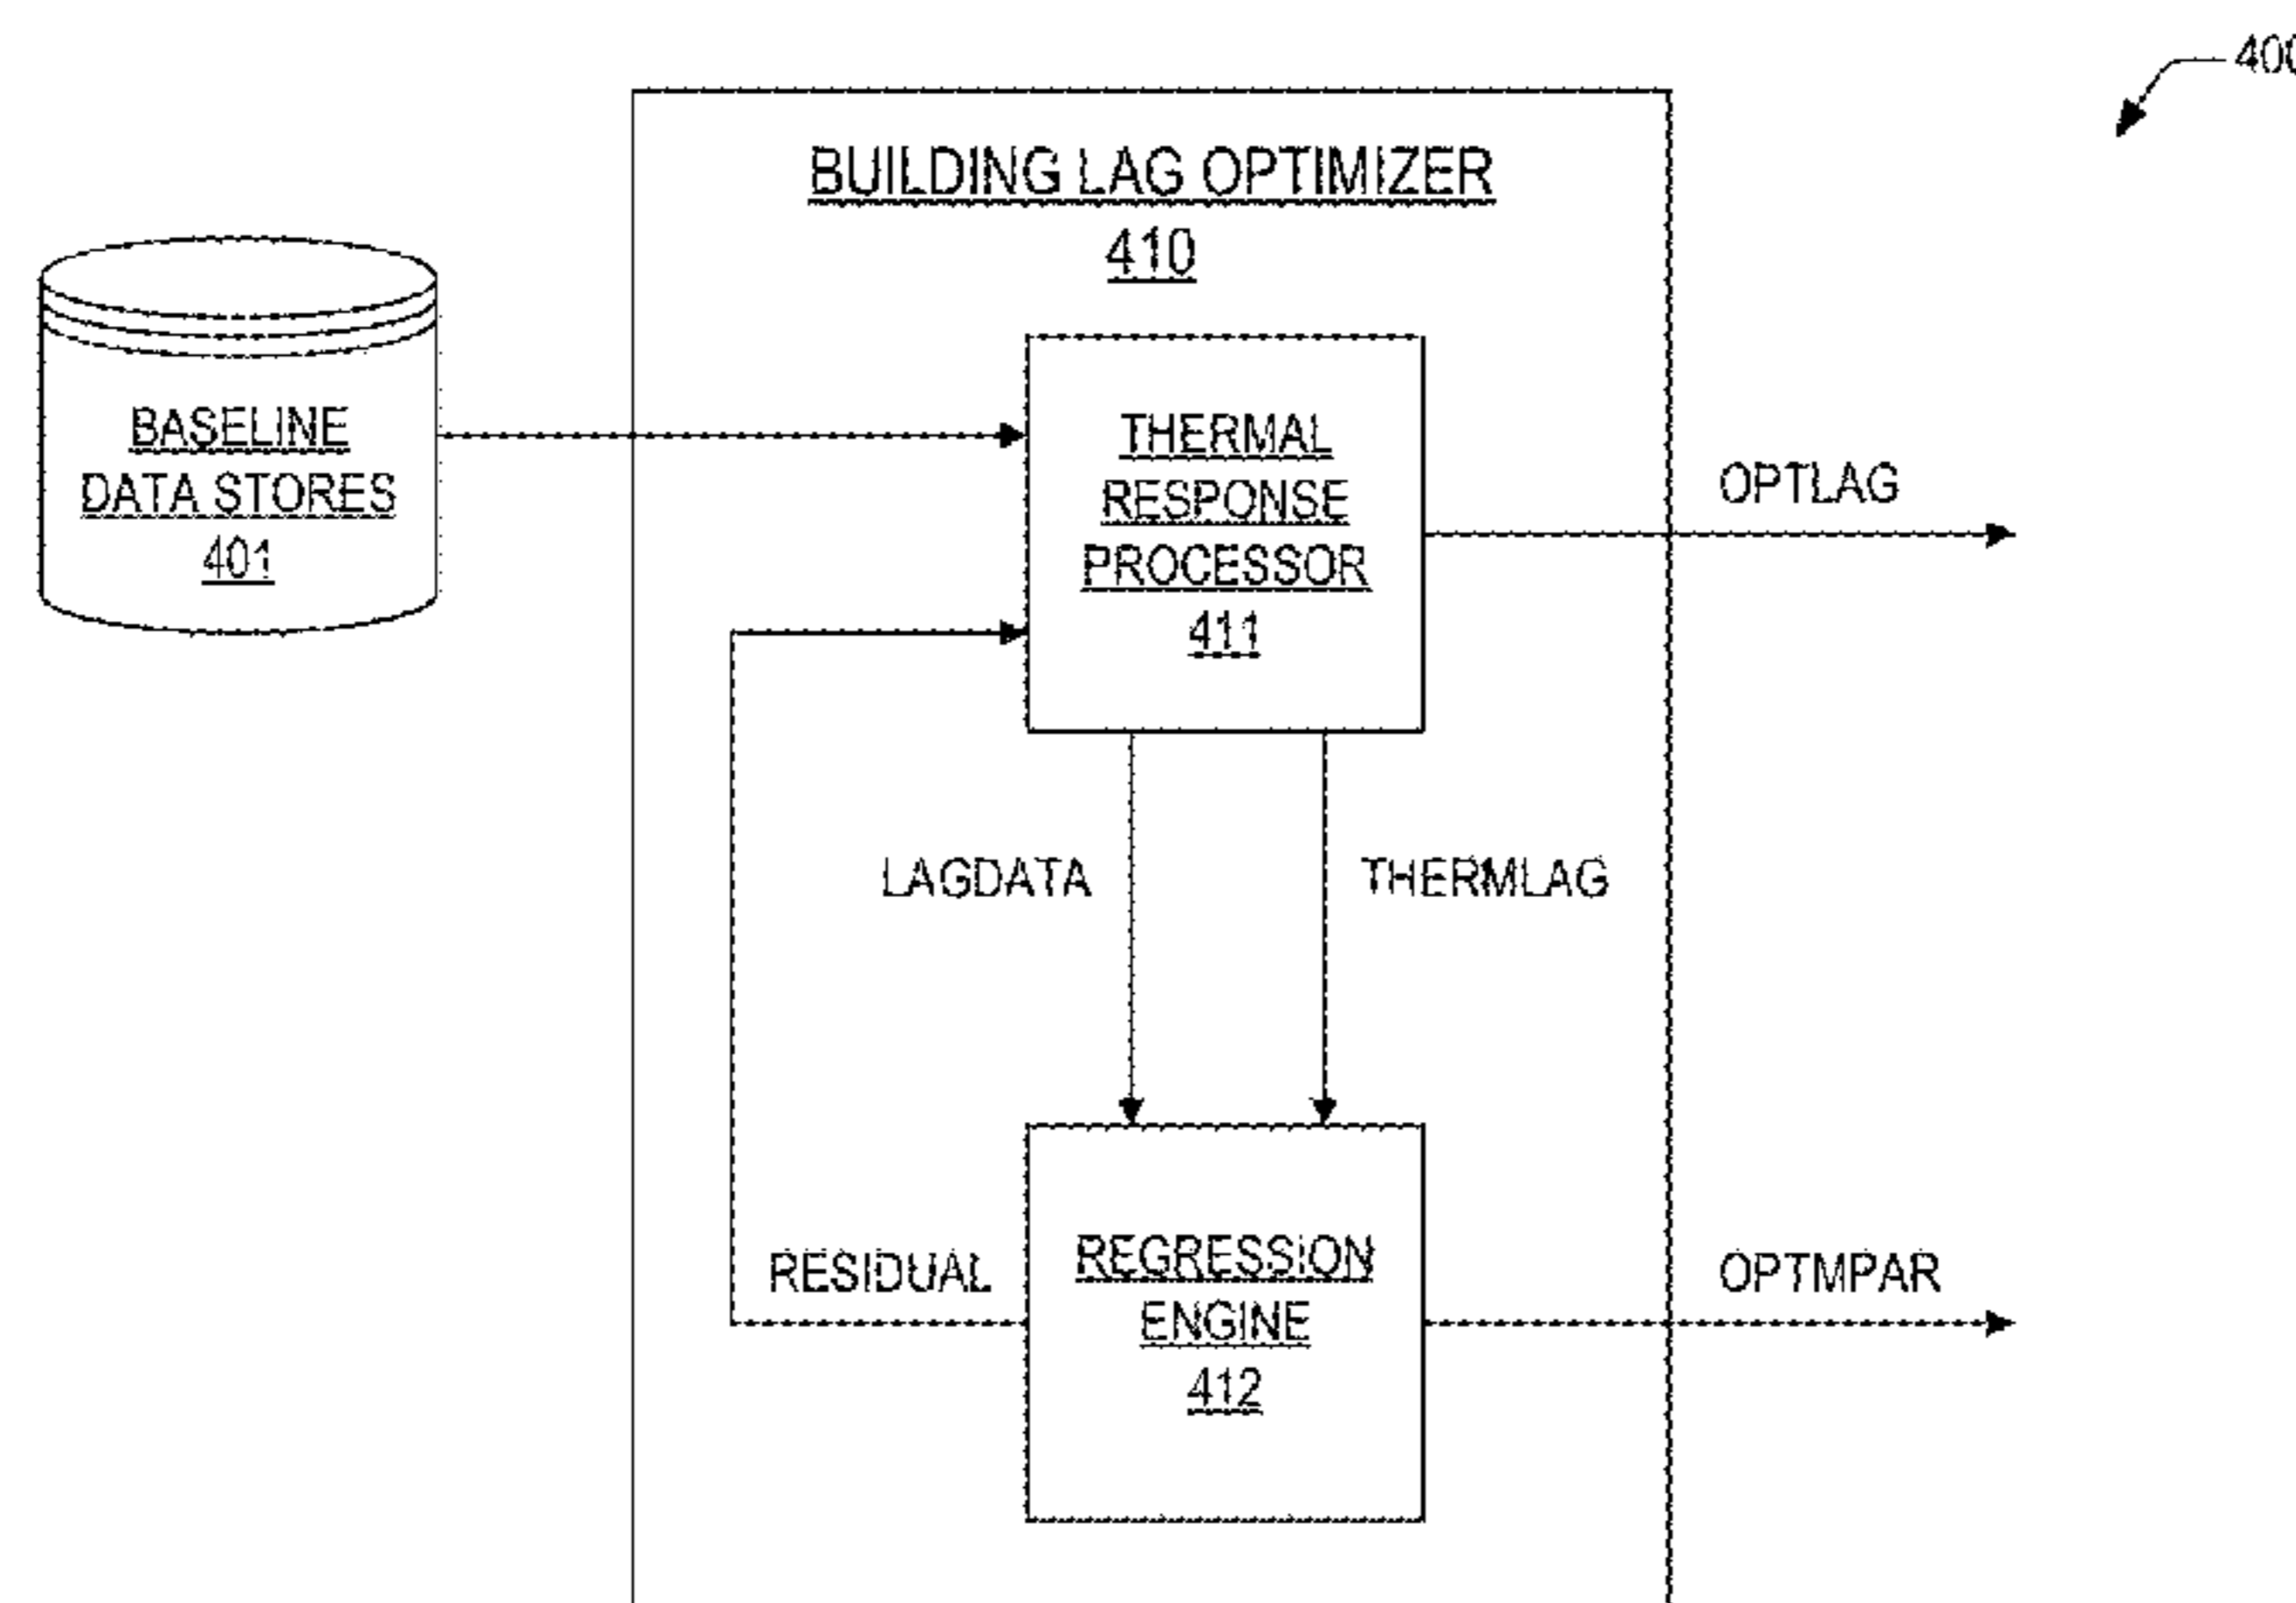 400
BUILDING LAG OPTIMIZER
410
BASELINE
DATA STORES
401
THERMAL
RESPONSE
PROCESSOR
411
OPTLAG
LAGDATA
THERMLAG
RESIDUAL
REGRESSION
ENGINE
412
OPTMPAR